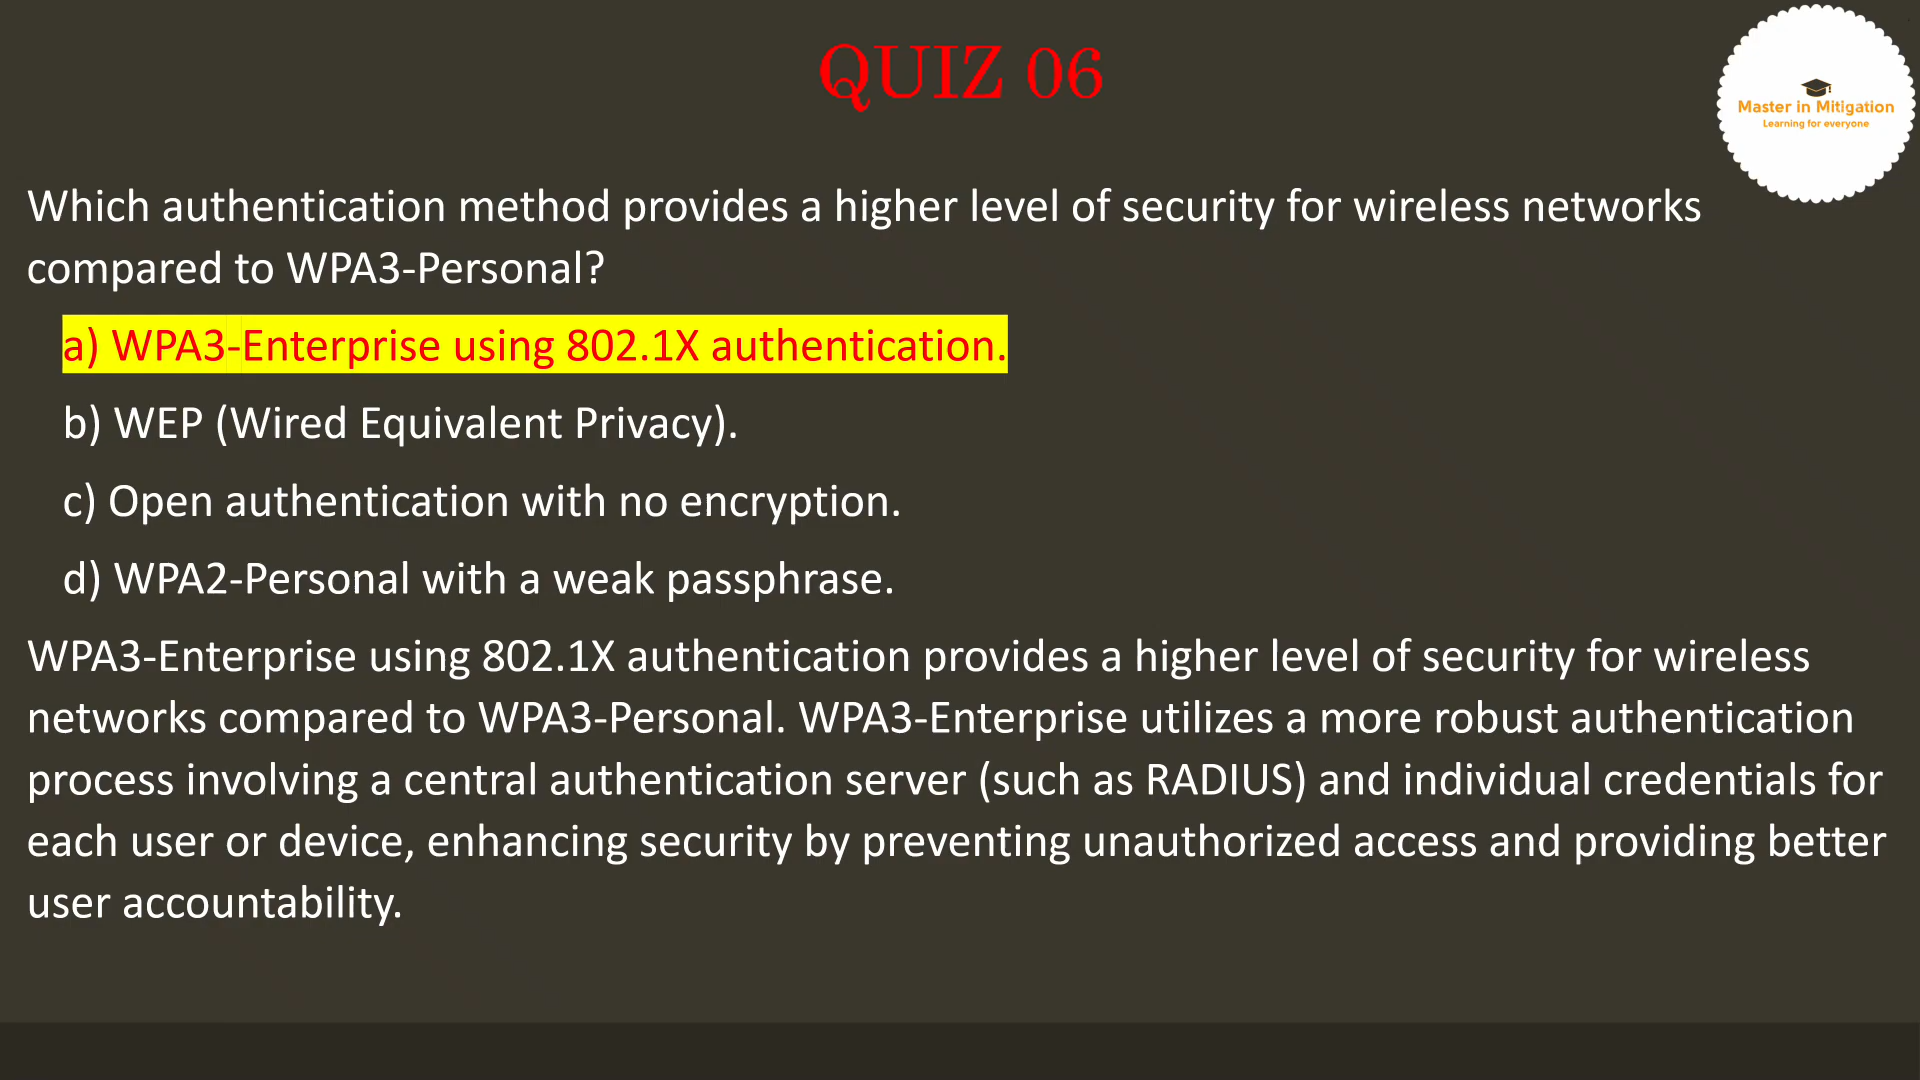 QUIZ 06
Master in Mitigation
Learning for everyone
Which authentication method provides a higher level of security for wireless networks
compared to WPA3-Personal?
a) WPA3-Enterprise using 802.1X authentication.
b) WEP (Wired Equivalent Privacy).
c) Open authentication with no encryption.
d) WPA2-Personal with a weak passphrase.
WPA3-Enterprise using 802.1X authentication provides a higher level of security for wireless
networks compared to WPA3-Personal. WPA3-Enterprise utilizes a more robust authentication
process involving a central authentication server (such as RADIUS) and individual credentials for
each user or device, enhancing security by preventing unauthorized access and providing better
user accountability.